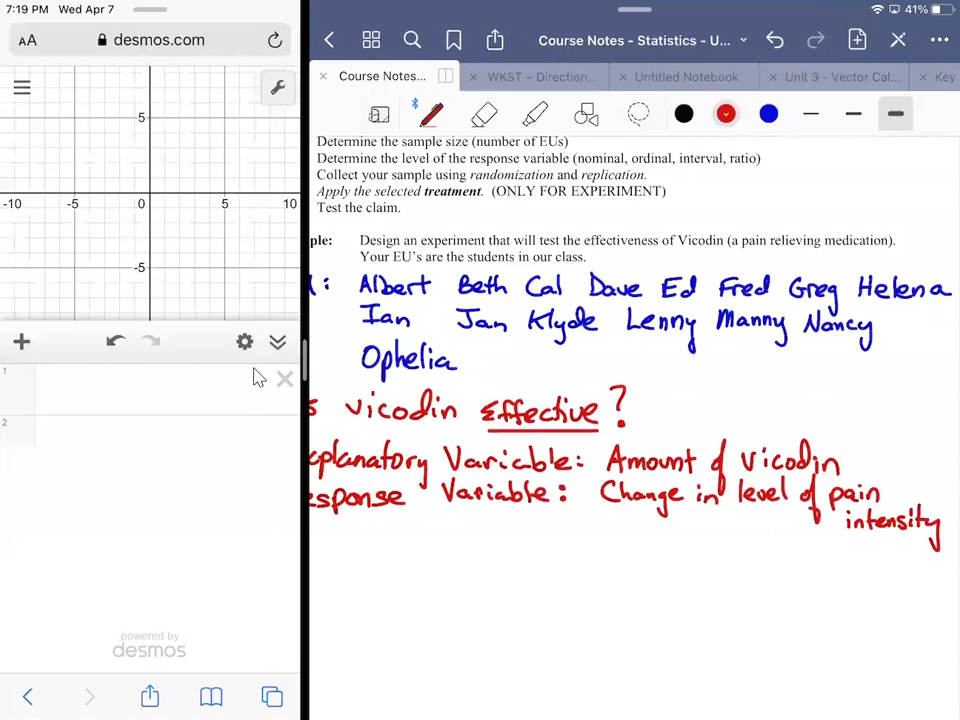 7:19 PM Wed Apr 7
41%
AA desmos.com
Course Notes - Statistics - U...
Course Notes...
WKST – Direction...
Untitled Notebook
Unit 3 - Vector Cal...
Key
5
-10 -5 0 5 10
-5
1
2
powered by
desmos
Determine the sample size (number of EUs)
Determine the level of the response variable (nominal, ordinal, interval, ratio)
Collect your sample using randomization and replication.
Apply the selected treatment. (ONLY FOR EXPERIMENT)
Test the claim.
ple: Design an experiment that will test the effectiveness of Vicodin (a pain relieving medication).
Your EU's are the students in our class.
: Albert Beth Cal Dave Ed Fred Greg Helena
Ian Jan Klyde Lenny Manny Nancy
Ophelia
s vicodin effective?
xplanatory Variable: Amount of vicodin
esponse Variable: Change in level of pain
intensity